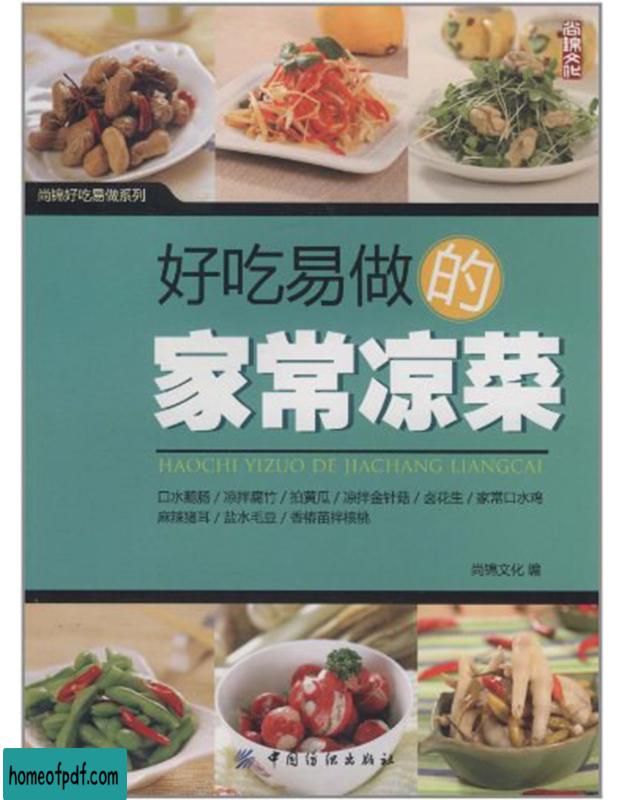 尚锦文化
尚锦好吃易做系列
好吃易做的
家常凉菜
HAOCHI YIZUO DE JIACHANG LIANGCAI
口水鹅肠/凉拌腐竹/拍黄瓜/凉拌金针菇/卤花生/家常口水鸡
麻辣猪耳/盐水毛豆/香椿苗拌核桃
尚锦文化 编
中国纺织出版社
homeofpdf.com